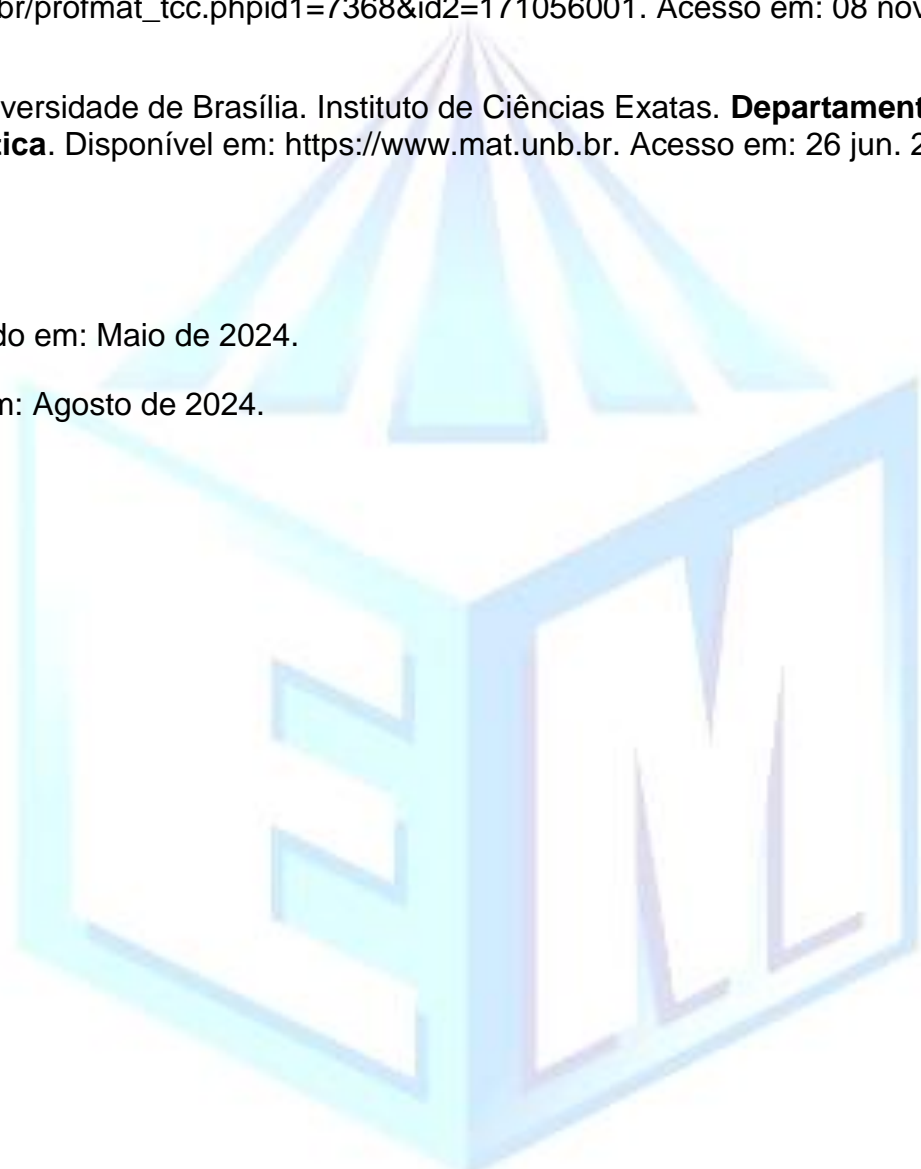 br/profmat_tcc.phpid1=7368&id2=171056001. Acesso em: 08 nov
versidade de Brasília. Instituto de Ciências Exatas. Departament
tica. Disponível em: https://www.mat.unb.br. Acesso em: 26 jun. 2
do em: Maio de 2024.
m: Agosto de 2024.
E M